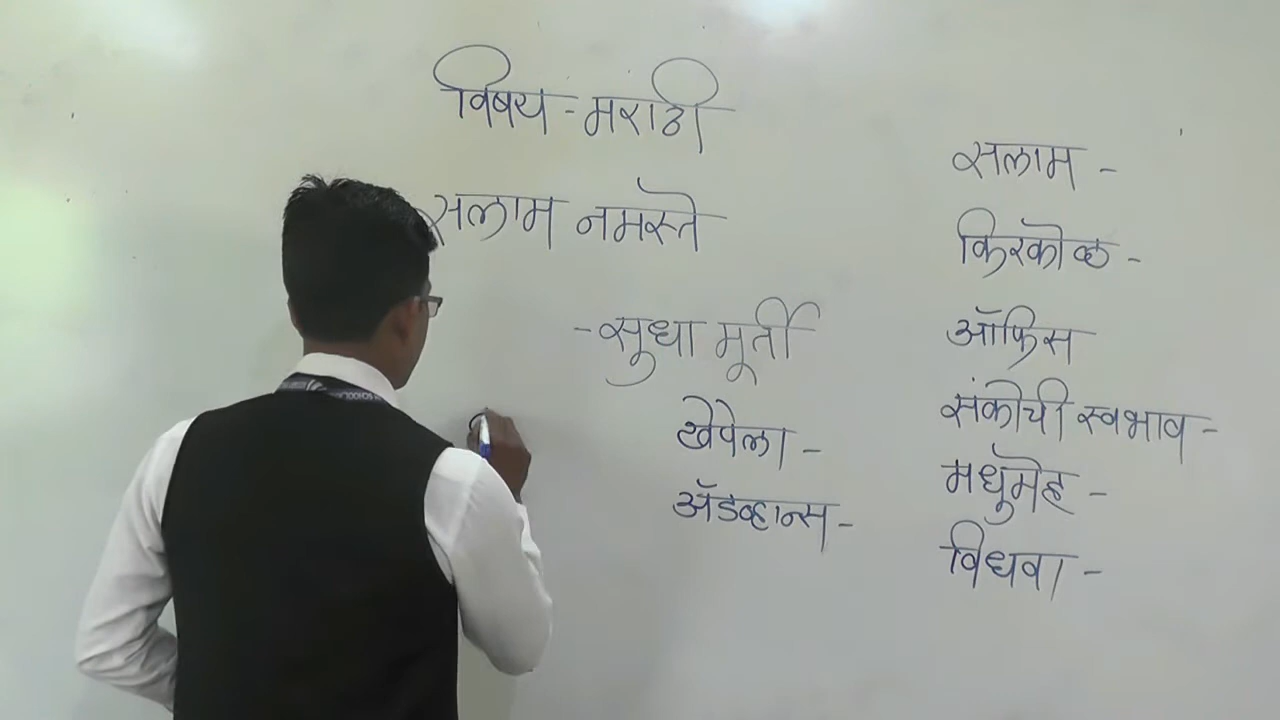 विषय - मराठी
सलाम नमस्ते
- सुधा मूर्ती
खेपेला -
ॲडव्हान्स -
सलाम -
किरकोळ -
ऑफिस
संकोची स्वभाव -
मधुमेह -
विधवा -